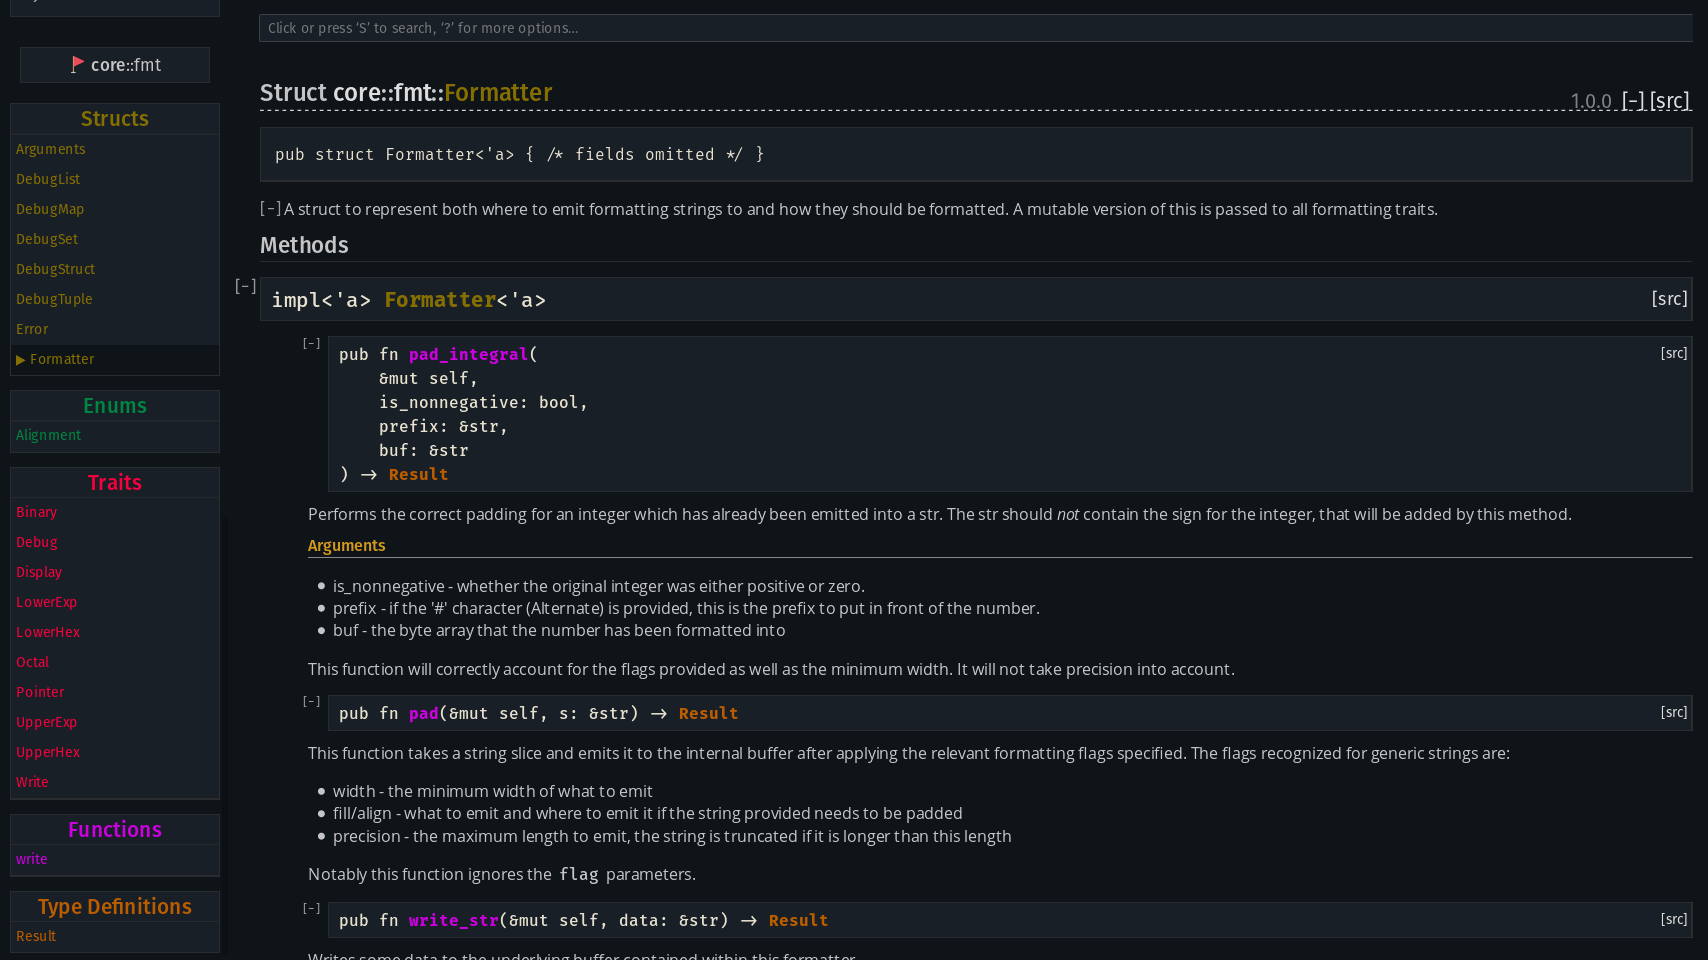 core::fmt
Structs
Arguments
DebugList
DebugMap
DebugSet
DebugStruct
DebugTuple
Error
▶ Formatter
Enums
Alignment
Traits
Binary
Debug
Display
LowerExp
LowerHex
Octal
Pointer
UpperExp
UpperHex
Write
Functions
write
Type Definitions
Result
Click or press ‘S’ to search, ‘?’ for more options…
Struct core::fmt::Formatter 1.0.0 [−] [src]
pub struct Formatter<'a> { /* fields omitted */ }
[−] A struct to represent both where to emit formatting strings to and how they should be formatted. A mutable version of this is passed to all formatting traits.
Methods
[−] impl<'a> Formatter<'a> [src]
[−] pub fn pad_integral( [src]
&mut self,
is_nonnegative: bool,
prefix: &str,
buf: &str
) -> Result
Performs the correct padding for an integer which has already been emitted into a str. The str should not contain the sign for the integer, that will be added by this method.
Arguments
• is_nonnegative - whether the original integer was either positive or zero.
• prefix - if the '#' character (Alternate) is provided, this is the prefix to put in front of the number.
• buf - the byte array that the number has been formatted into
This function will correctly account for the flags provided as well as the minimum width. It will not take precision into account.
[−] pub fn pad(&mut self, s: &str) -> Result [src]
This function takes a string slice and emits it to the internal buffer after applying the relevant formatting flags specified. The flags recognized for generic strings are:
• width - the minimum width of what to emit
• fill/align - what to emit and where to emit it if the string provided needs to be padded
• precision - the maximum length to emit, the string is truncated if it is longer than this length
Notably this function ignores the flag parameters.
[−] pub fn write_str(&mut self, data: &str) -> Result [src]
Writes some data to the underlying buffer contained within this formatter.